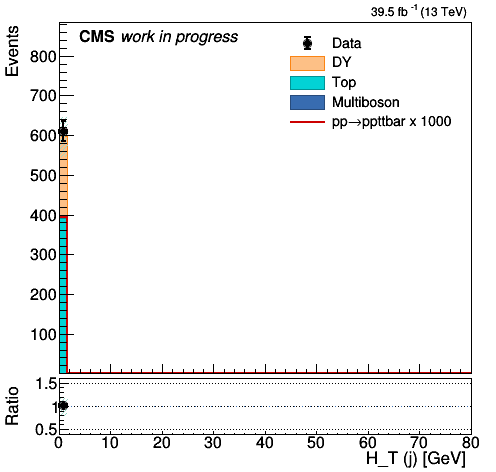 39.5 fb -1 (13 TeV)
CMS work in progress
Events
Data
DY
Top
Multiboson
pp→ppttbar x 1000
800
700
600
500
400
300
200
100
Ratio
1.5
1
0.5
0 10 20 30 40 50 60 70 80
H_T (j) [GeV]